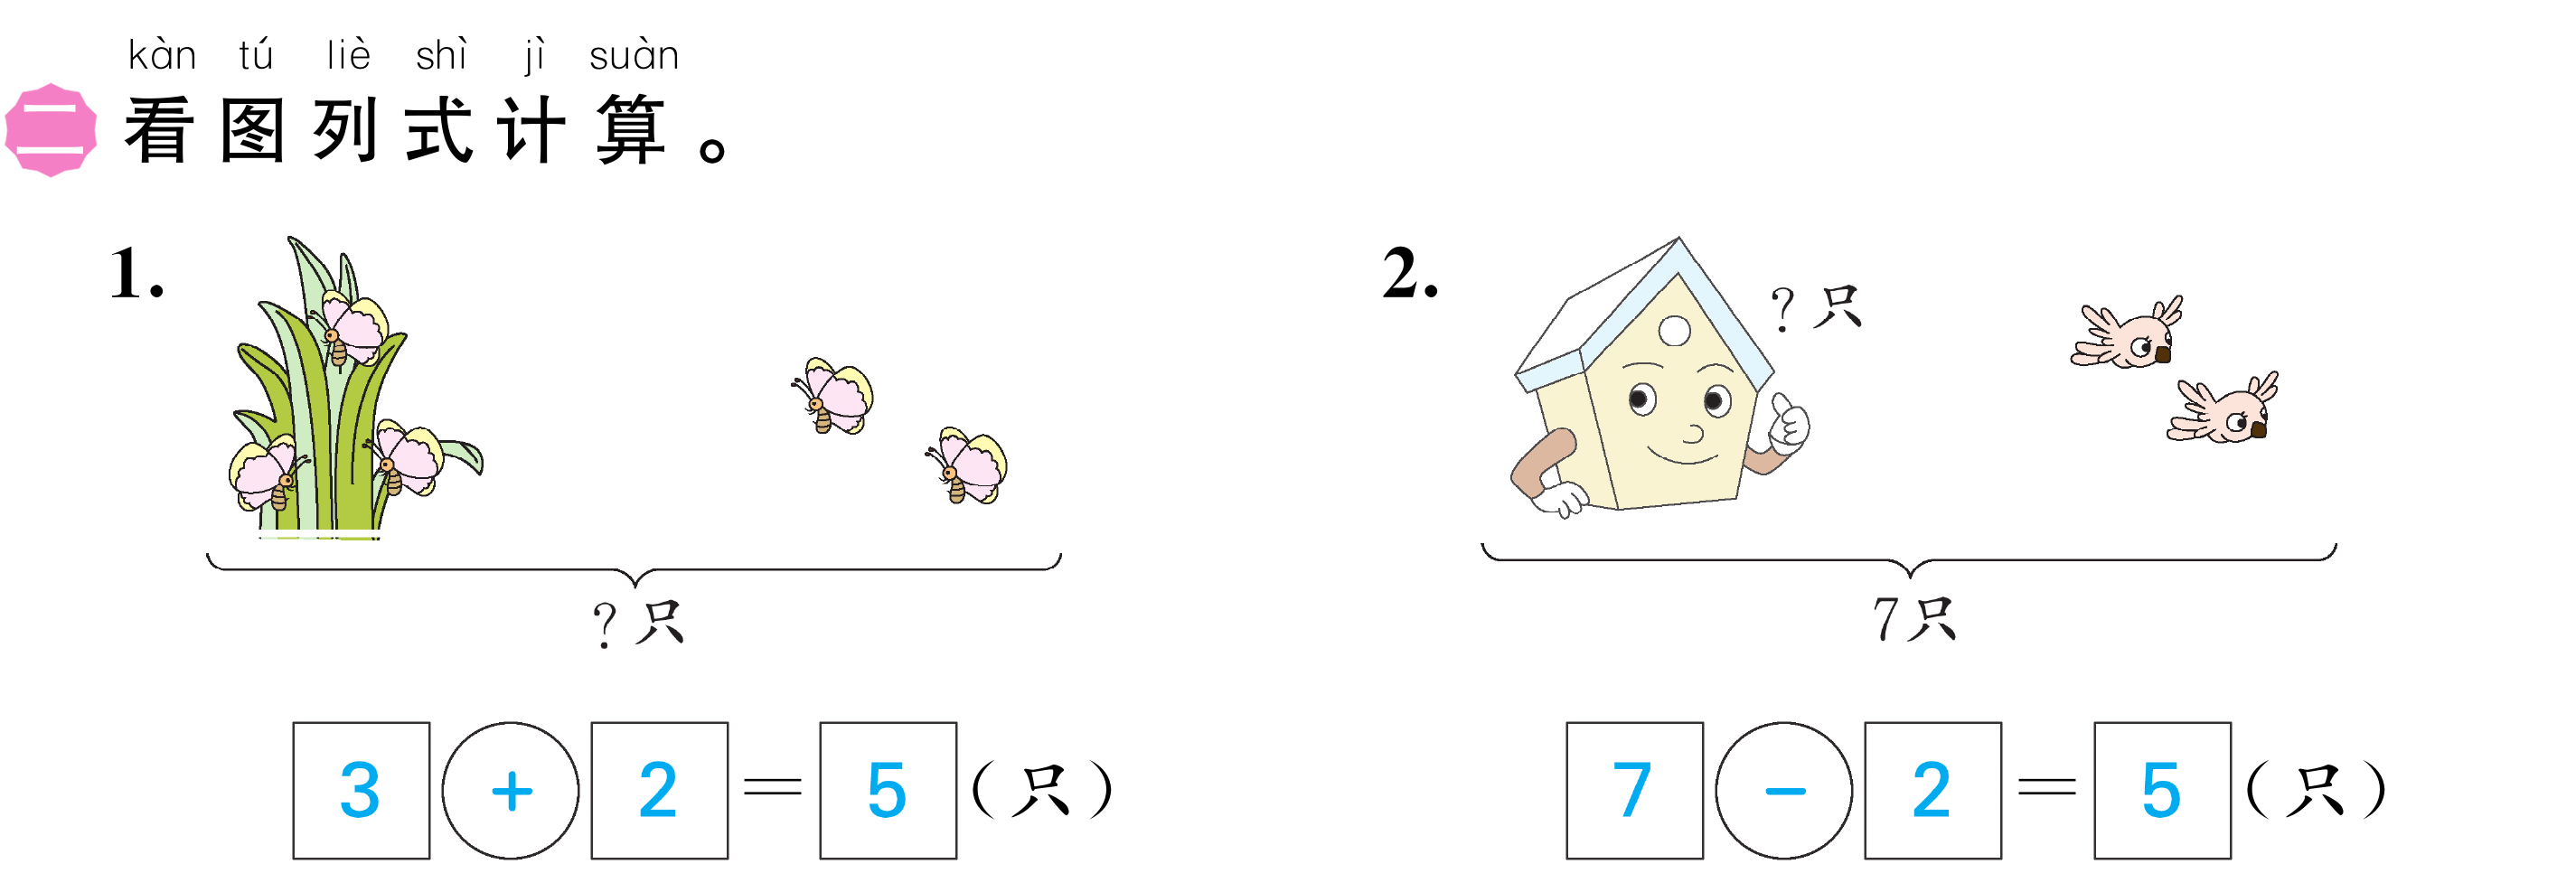 kàn tú liè shì jì suàn
二 看图列式计算。
1.
?只
3 + 2 = 5 (只)
2.
?只
7只
7 - 2 = 5 (只)